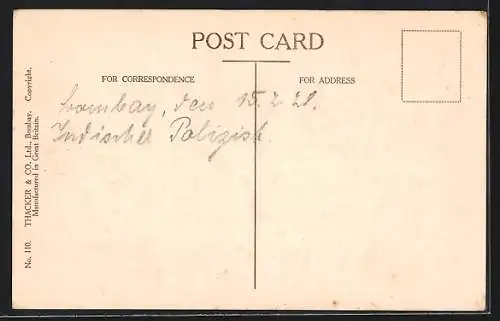 POST CARD
FOR CORRESPONDENCE
FOR ADDRESS
Bombay, den 15.2.21.
Indischer Polizist.
No. 110. THACKER & CO., Ltd., Bombay. Copyright.
Manufactured in Great Britain.